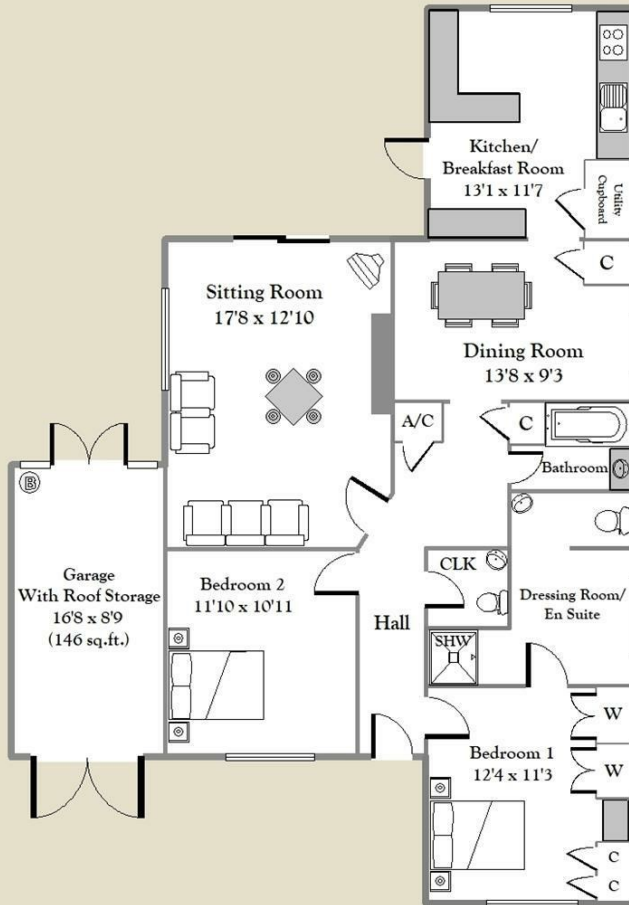 Kitchen/
Breakfast Room
13'1 x 11'7
Utility
Cupboard
C
Sitting Room
17'8 x 12'10
Dining Room
13'8 x 9'3
A/C
C
Bathroom
B
Garage
With Roof Storage
16'8 x 8'9
(146 sq.ft.)
Bedroom 2
11'10 x 10'11
CLK
Dressing Room/
En Suite
Hall
SHW
W
Bedroom 1
12'4 x 11'3
W
C
C